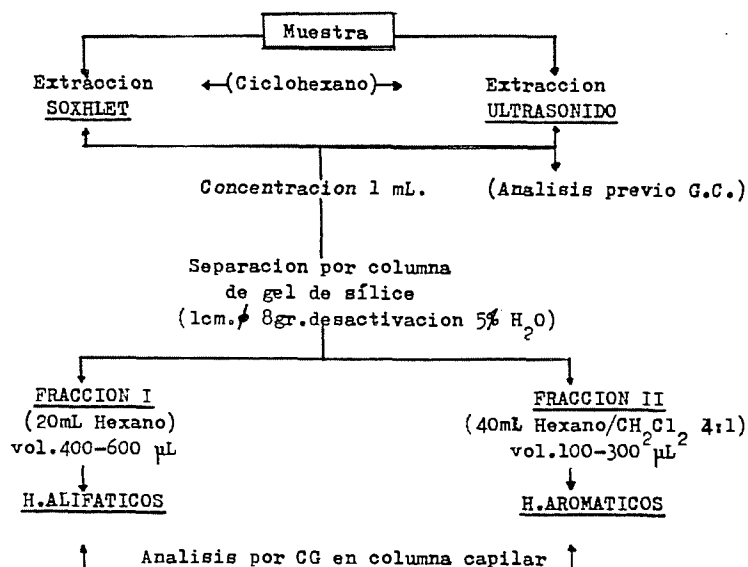 Muestra
Extraccion ←(Ciclohexano)→ Extraccion
SOXHLET ULTRASONIDO
Concentracion 1 mL. (Analisis previo G.C.)
Separacion por columna
de gel de sílice
(1cm.ϕ 8gr.desactivacion 5% H2O)
FRACCION I FRACCION II
(20mL Hexano) (40mL Hexano/CH2Cl2 4:1)
vol.400-600 µL vol.100-300 µL
H.ALIFATICOS H.AROMATICOS
Analisis por CG en columna capilar